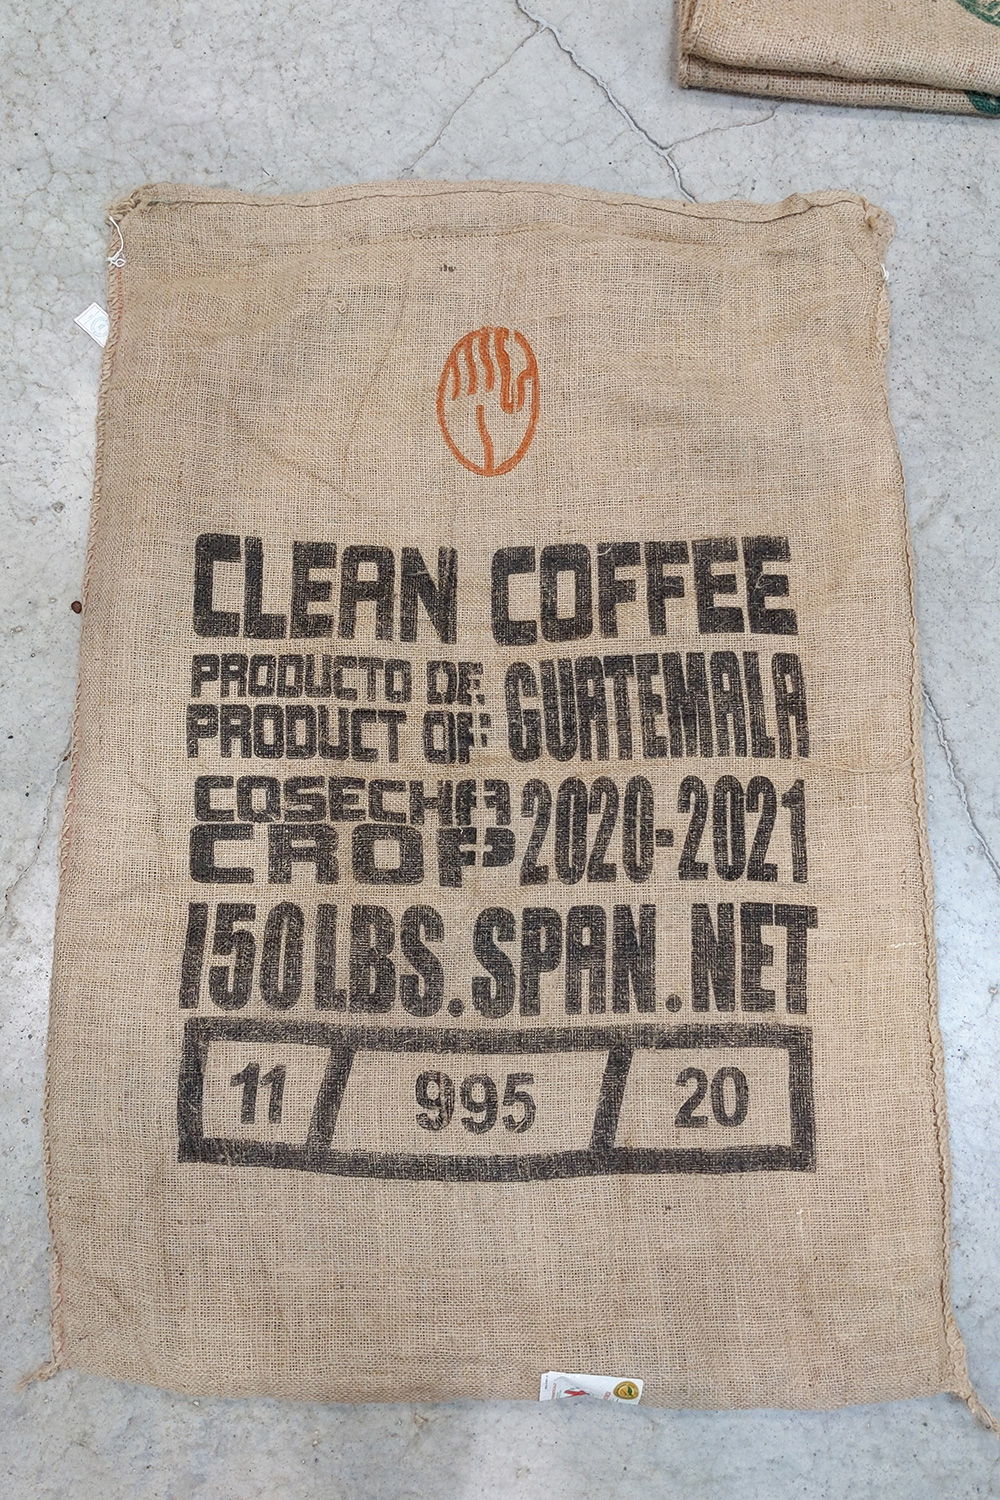 CLEAN COFFEE
PRODUCTO DE:
PRODUCT OF: GUATEMALA
COSECHA
CROP 2020-2021
150 LBS. SPAN. NET
11 995 20